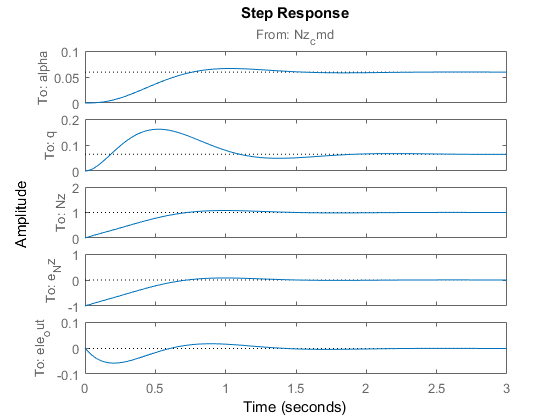 Step Response
From: Nz_cmd
To: alpha
0.1
0.05
0
To: q
0.2
0.1
0
To: Nz
2
1
0
To: e_Nz
1
0
-1
To: ele_out
0.1
0
-0.1
Amplitude
0 0.5 1 1.5 2 2.5 3
Time (seconds)